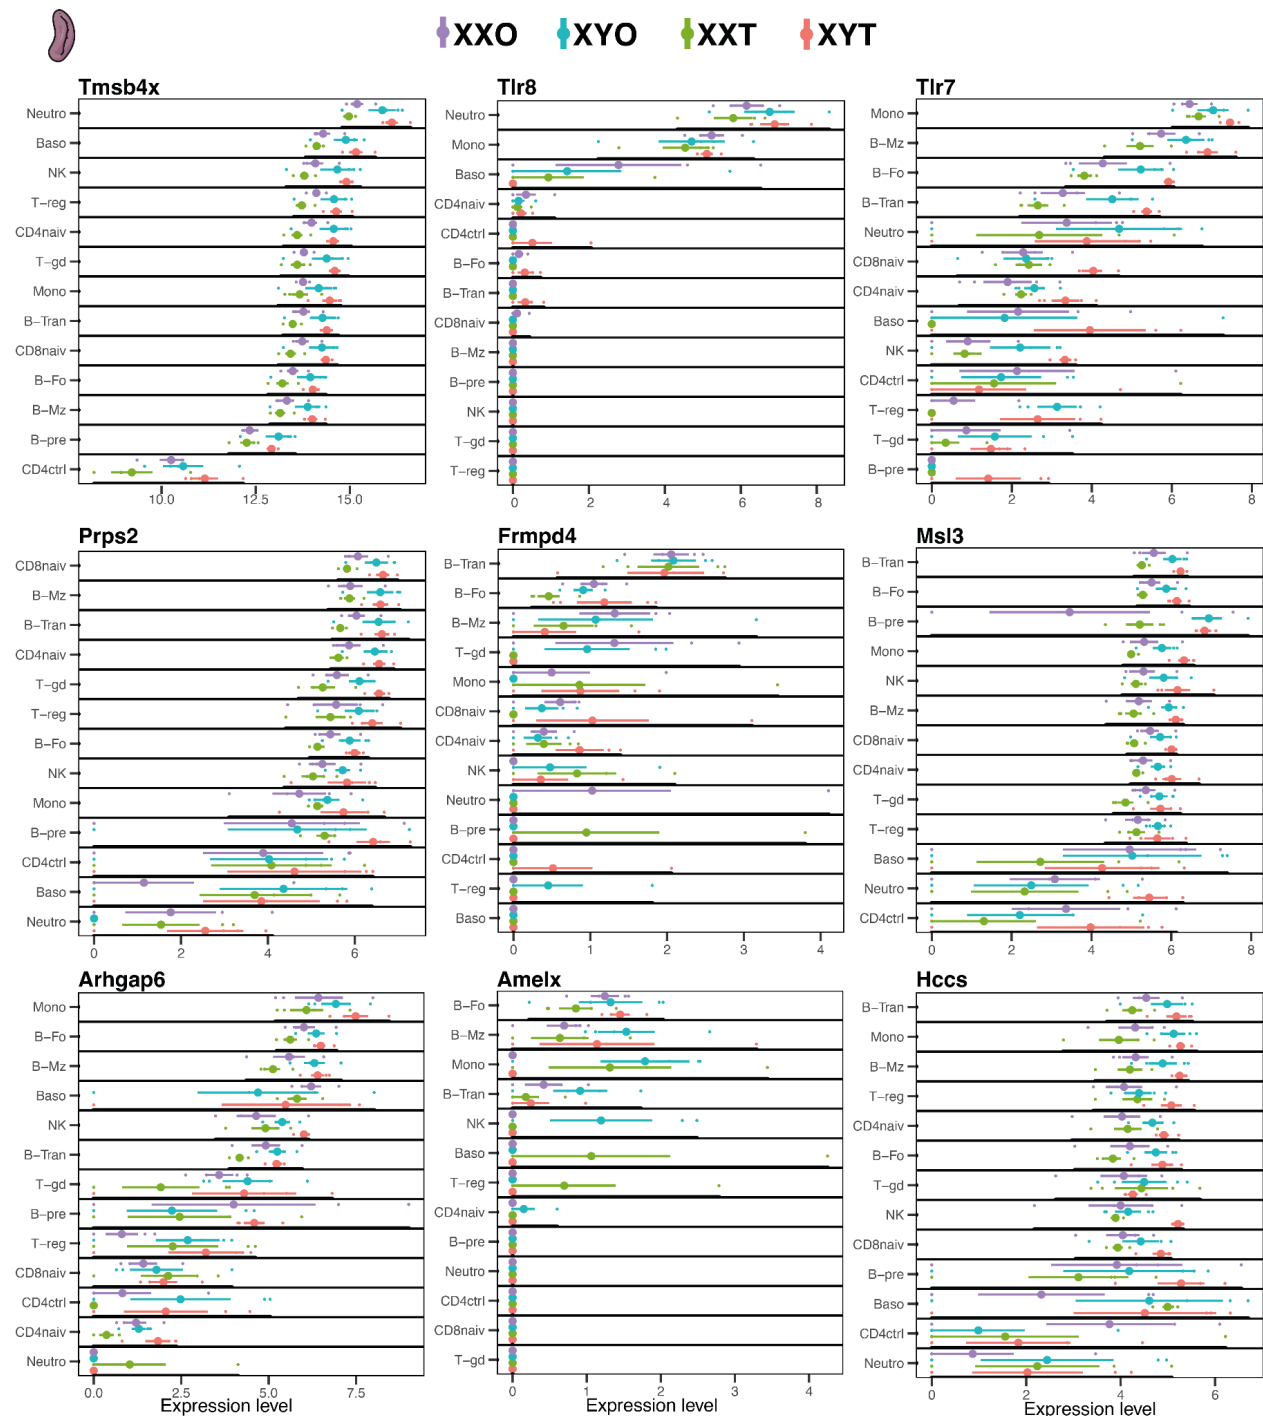 XXO XYO XXT XYT
Tmsb4x
Neutro
Baso
NK
T−reg
CD4naiv
T−gd
Mono
B−Tran
CD8naiv
B−Fo
B−Mz
B−pre
CD4ctrl
10.0 12.5 15.0
Tlr8
Neutro
Mono
Baso
CD4naiv
CD4ctrl
B−Fo
B−Tran
CD8naiv
B−Mz
B−pre
NK
T−gd
T−reg
0 2 4 6 8
Tlr7
Mono
B−Mz
B−Fo
B−Tran
Neutro
CD8naiv
CD4naiv
Baso
NK
CD4ctrl
T−reg
T−gd
B−pre
0 2 4 6 8
Prps2
CD8naiv
B−Mz
B−Tran
CD4naiv
T−gd
T−reg
B−Fo
NK
Mono
B−pre
CD4ctrl
Baso
Neutro
0 2 4 6
Frmpd4
B−Tran
B−Fo
B−Mz
T−gd
Mono
CD8naiv
CD4naiv
NK
Neutro
B−pre
CD4ctrl
T−reg
Baso
0 1 2 3 4
Msl3
B−Tran
B−Fo
B−pre
Mono
NK
B−Mz
CD8naiv
CD4naiv
T−gd
T−reg
Baso
Neutro
CD4ctrl
0 2 4 6 8
Arhgap6
Mono
B−Fo
B−Mz
Baso
NK
B−Tran
T−gd
B−pre
T−reg
CD8naiv
CD4ctrl
CD4naiv
Neutro
0.0 2.5 5.0 7.5
Expression level
Amelx
B−Fo
B−Mz
Mono
B−Tran
NK
Baso
T−reg
CD4naiv
B−pre
Neutro
CD4ctrl
CD8naiv
T−gd
0 1 2 3 4
Expression level
Hccs
B−Tran
Mono
B−Mz
T−reg
CD4naiv
B−Fo
T−gd
NK
CD8naiv
B−pre
Baso
CD4ctrl
Neutro
0 2 4 6
Expression level